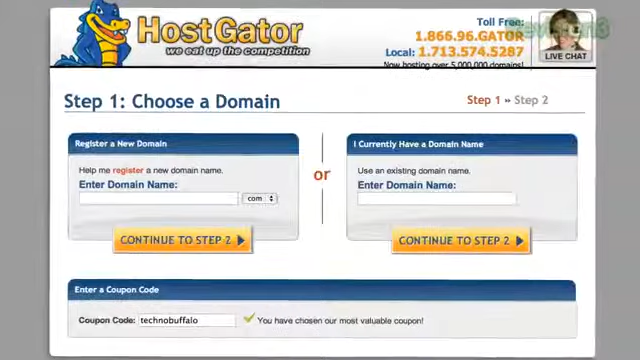 HostGator
we eat up the competition
Toll Free:
1.866.96.GATOR
Local: 1.713.574.5287
Now hosting over 5,000,000 domains!
LIVE CHAT
Step 1: Choose a Domain
Step 1 » Step 2
Register a New Domain
Help me register a new domain name.
Enter Domain Name:
com
CONTINUE TO STEP 2
or
I Currently Have a Domain Name
Use an existing domain name.
Enter Domain Name:
CONTINUE TO STEP 2
Enter a Coupon Code
Coupon Code: technobuffalo
You have chosen our most valuable coupon!